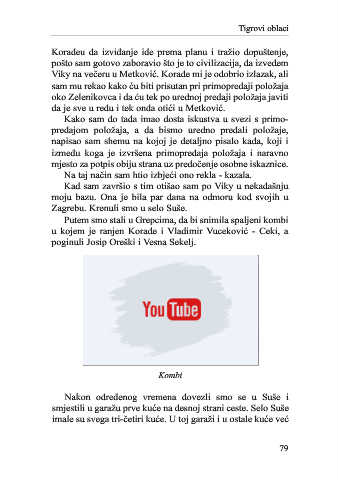 Tigrovi oblaci
Koradeu da izviđanje ide prema planu i tražio dopuštenje,
pošto sam gotovo zaboravio što je to civilizacija, da izvedem
Viky na večeru u Metković. Korade mi je odobrio izlazak, ali
sam mu rekao kako ću biti prisutan pri primopredaji položaja
oko Zelenikovca i da ću tek po urednoj predaji položaja javiti
da je sve u redu i tek onda otići u Metković.
Kako sam do tada imao dosta iskustva u svezi s primo-
predajom položaja, a da bismo uredno predali položaje,
napisao sam shemu na kojoj je detaljno pisalo kada, koji i
između koga je izvršena primopredaja položaja i naravno
mjesto za potpis obiju strana uz predočenje osobne iskaznice.
Na taj način sam htio izbjeći ono rekla - kazala.
Kad sam završio s tim otišao sam po Viky u nekadašnju
moju bazu. Ona je bila par dana na odmoru kod svojih u
Zagrebu. Krenuli smo u selo Suše.
Putem smo stali u Grepcima, da bi snimila spaljeni kombi
u kojem je ranjen Korade i Vladimir Vuceković - Ceki, a
poginuli Josip Oreški i Vesna Sekelj.
YouTube
Kombi
Nakon određenog vremena dovezli smo se u Suše i
smjestili u garažu prve kuće na desnoj strani ceste. Selo Suše
imale su svega tri-četiri kuće. U toj garaži i u ostale kuće već
79